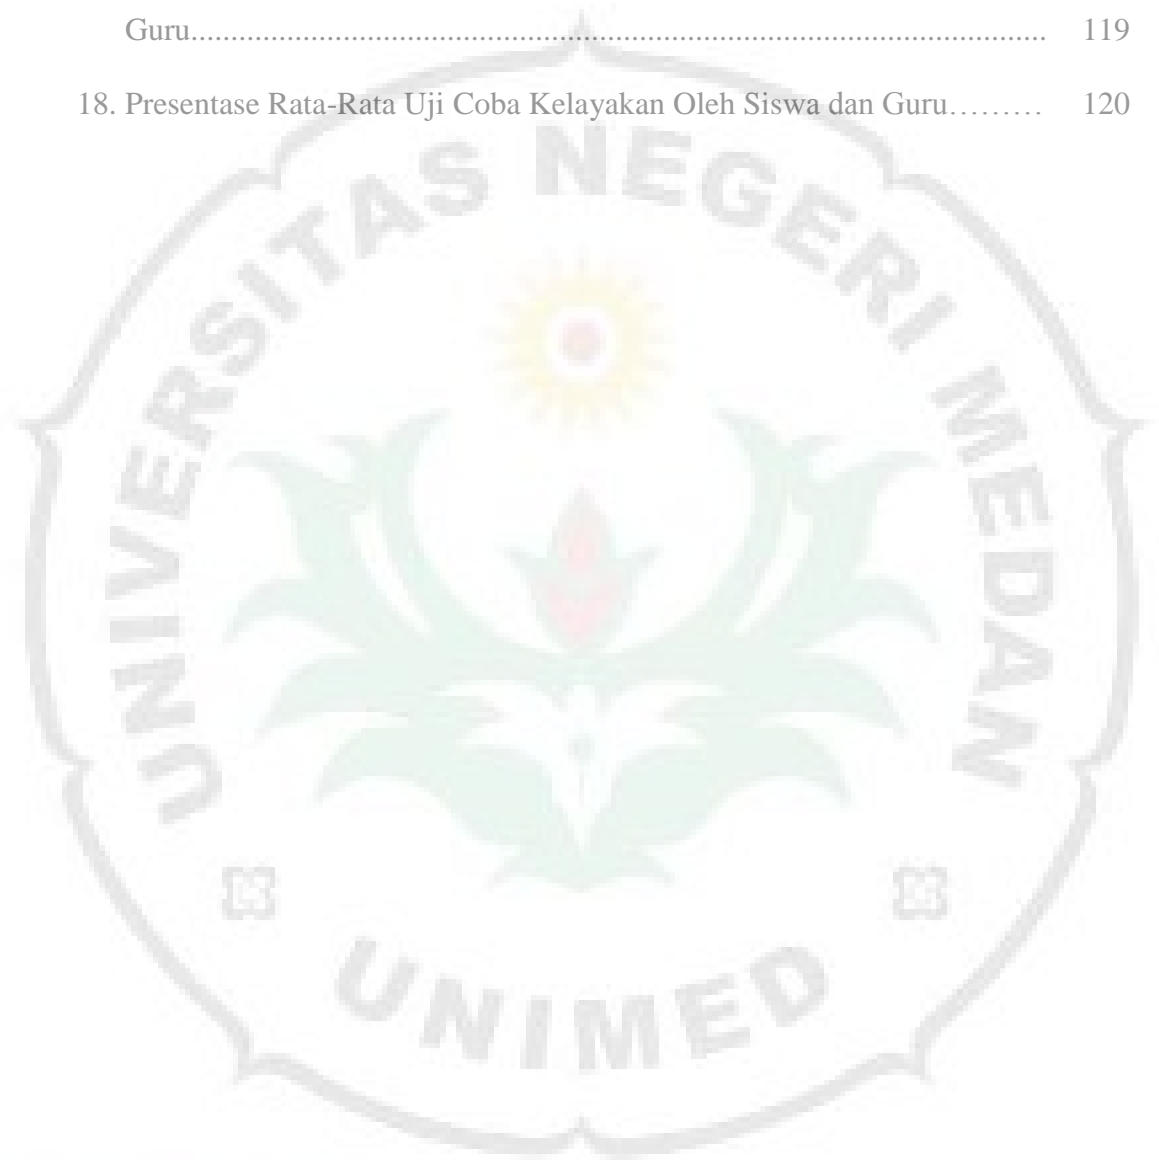 Guru........................................................................................................... 119
18. Presentase Rata-Rata Uji Coba Kelayakan Oleh Siswa dan Guru……… 120
UNIVERSITAS NEGERI MEDAN
UNIMED